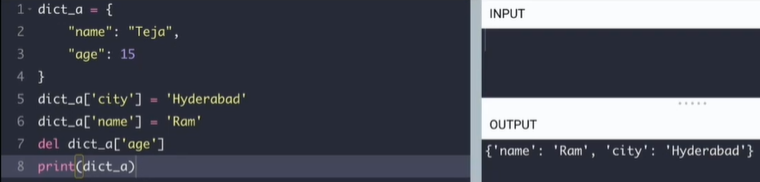 1 dict_a = {
2     "name": "Teja",
3     "age": 15
4 }
5 dict_a['city'] = 'Hyderabad'
6 dict_a['name'] = 'Ram'
7 del dict_a['age']
8 print(dict_a)
INPUT
OUTPUT
{'name': 'Ram', 'city': 'Hyderabad'}